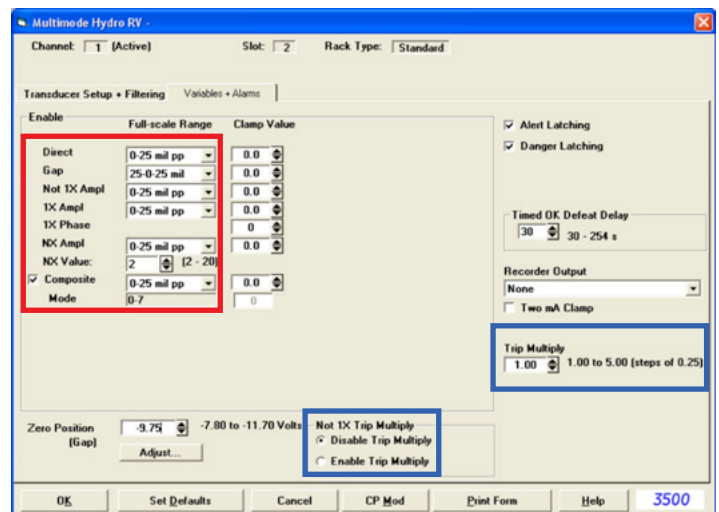 Multimode Hydro RV -
Channel: 1 (Active) Slot: 2 Rack Type: Standard
Transducer Setup + Filtering Variables + Alarms
Enable
Full-scale Range Clamp Value
Direct 0-25 mil pp 0.0
Gap 25-0-25 mil 0.0
Not 1X Ampl 0-25 mil pp 0.0
1X Ampl 0-25 mil pp 0.0
1X Phase 0
NX Ampl 0-25 mil pp 0.0
NX Value: 2 (2 - 20)
Composite 0-25 mil pp 0.0
Mode 0-7 0
Alert Latching
Danger Latching
Timed OK Defeat Delay
30 30 - 254 s
Recorder Output
None
Two mA Clamp
Trip Multiply
1.00 1.00 to 5.00 (steps of 0.25)
Zero Position (Gap) -9.75 -7.80 to -11.70 Volts
Adjust...
Not 1X Trip Multiply
Disable Trip Multiply
Enable Trip Multiply
OK Set Defaults Cancel CP Mod Print Form Help 3500